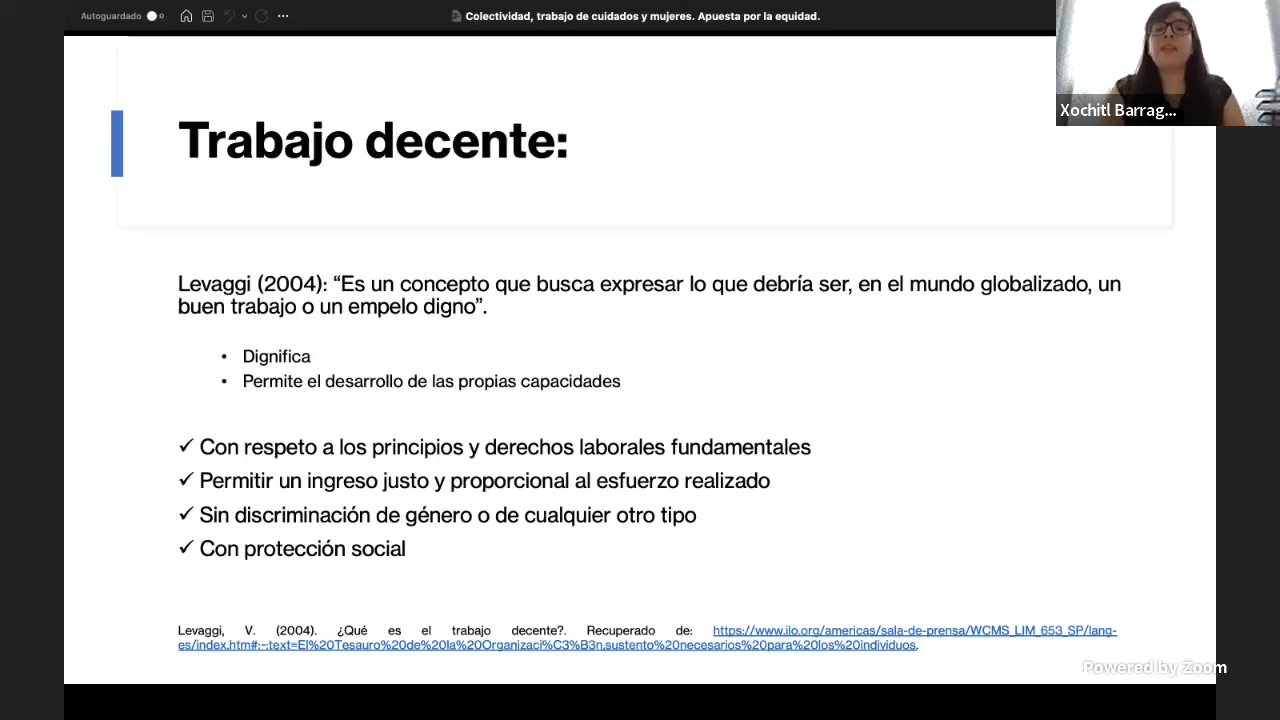 Autoguardado
Colectividad, trabajo de cuidados y mujeres. Apuesta por la equidad.
Xochitl Barrag...
Trabajo decente:
Levaggi (2004): “Es un concepto que busca expresar lo que debría ser, en el mundo globalizado, un
buen trabajo o un empelo digno”.
• Dignifica
• Permite el desarrollo de las propias capacidades
✓ Con respeto a los principios y derechos laborales fundamentales
✓ Permitir un ingreso justo y proporcional al esfuerzo realizado
✓ Sin discriminación de género o de cualquier otro tipo
✓ Con protección social
Levaggi, V. (2004). ¿Qué es el trabajo decente?. Recuperado de: https://www.ilo.org/americas/sala-de-prensa/WCMS_LIM_653_SP/lang-
es/index.htm#:~:text=El%20Tesauro%20de%20la%20Organizaci%C3%B3n,sustento%20necesarios%20para%20los%20individuos.
Powered by Zoom